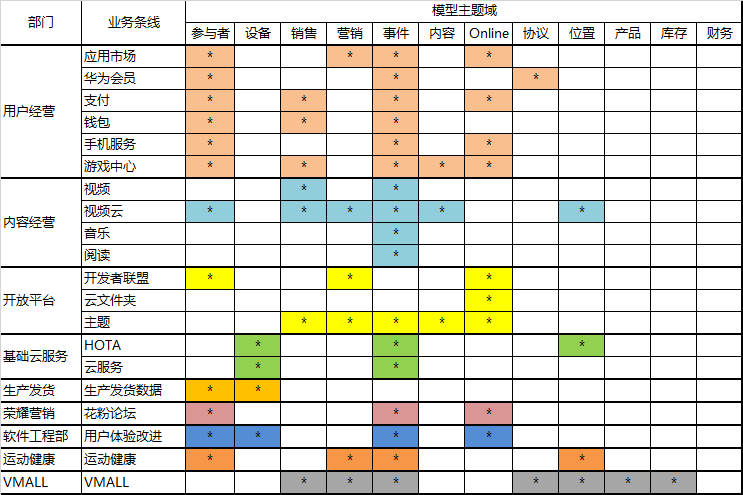 部门 业务条线 模型主题域
参与者 设备 销售 营销 事件 内容 Online 协议 位置 产品 库存 财务
用户经营 应用市场 * * * *
华为会员 * * *
支付 * * * *
钱包 * * *
手机服务 * * *
游戏中心 * * * * *
内容经营 视频 * *
视频云 * * * * * *
音乐 *
阅读 *
开放平台 开发者联盟 * * *
云文件夹 *
主题 * * * * *
基础云服务 HOTA * * *
云服务 * *
生产发货 生产发货数据 * *
荣耀营销 花粉论坛 * * *
软件工程部 用户体验改进 * * * *
运动健康 运动健康 * * * *
VMALL VMALL * * * * * * *